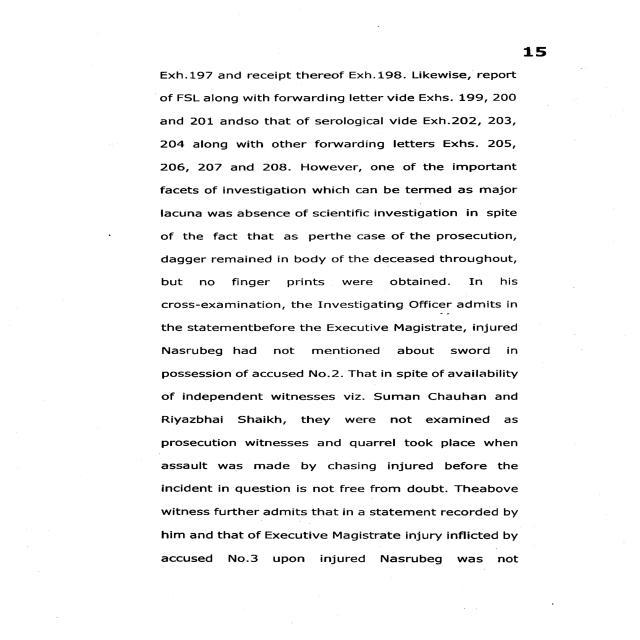 15
Exh.197 and receipt thereof Exh.198. Likewise, report
of FSL along with forwarding letter vide Exhs. 199, 200
and 201 andso that of serological vide Exh.202, 203,
204 along with other forwarding letters Exhs. 205,
206, 207 and 208. However, one of the important
facets of investigation which can be termed as major
lacuna was absence of scientific investigation in spite
of the fact that as perthe case of the prosecution,
dagger remained in body of the deceased throughout,
but no finger prints were obtained. In his
cross-examination, the Investigating Officer admits in
the statementbefore the Executive Magistrate, injured
Nasrubeg had not mentioned about sword in
possession of accused No.2. That in spite of availability
of independent witnesses viz. Suman Chauhan and
Riyazbhai Shaikh, they were not examined as
prosecution witnesses and quarrel took place when
assault was made by chasing injured before the
incident in question is not free from doubt. Theabove
witness further admits that in a statement recorded by
him and that of Executive Magistrate injury inflicted by
accused No.3 upon injured Nasrubeg was not